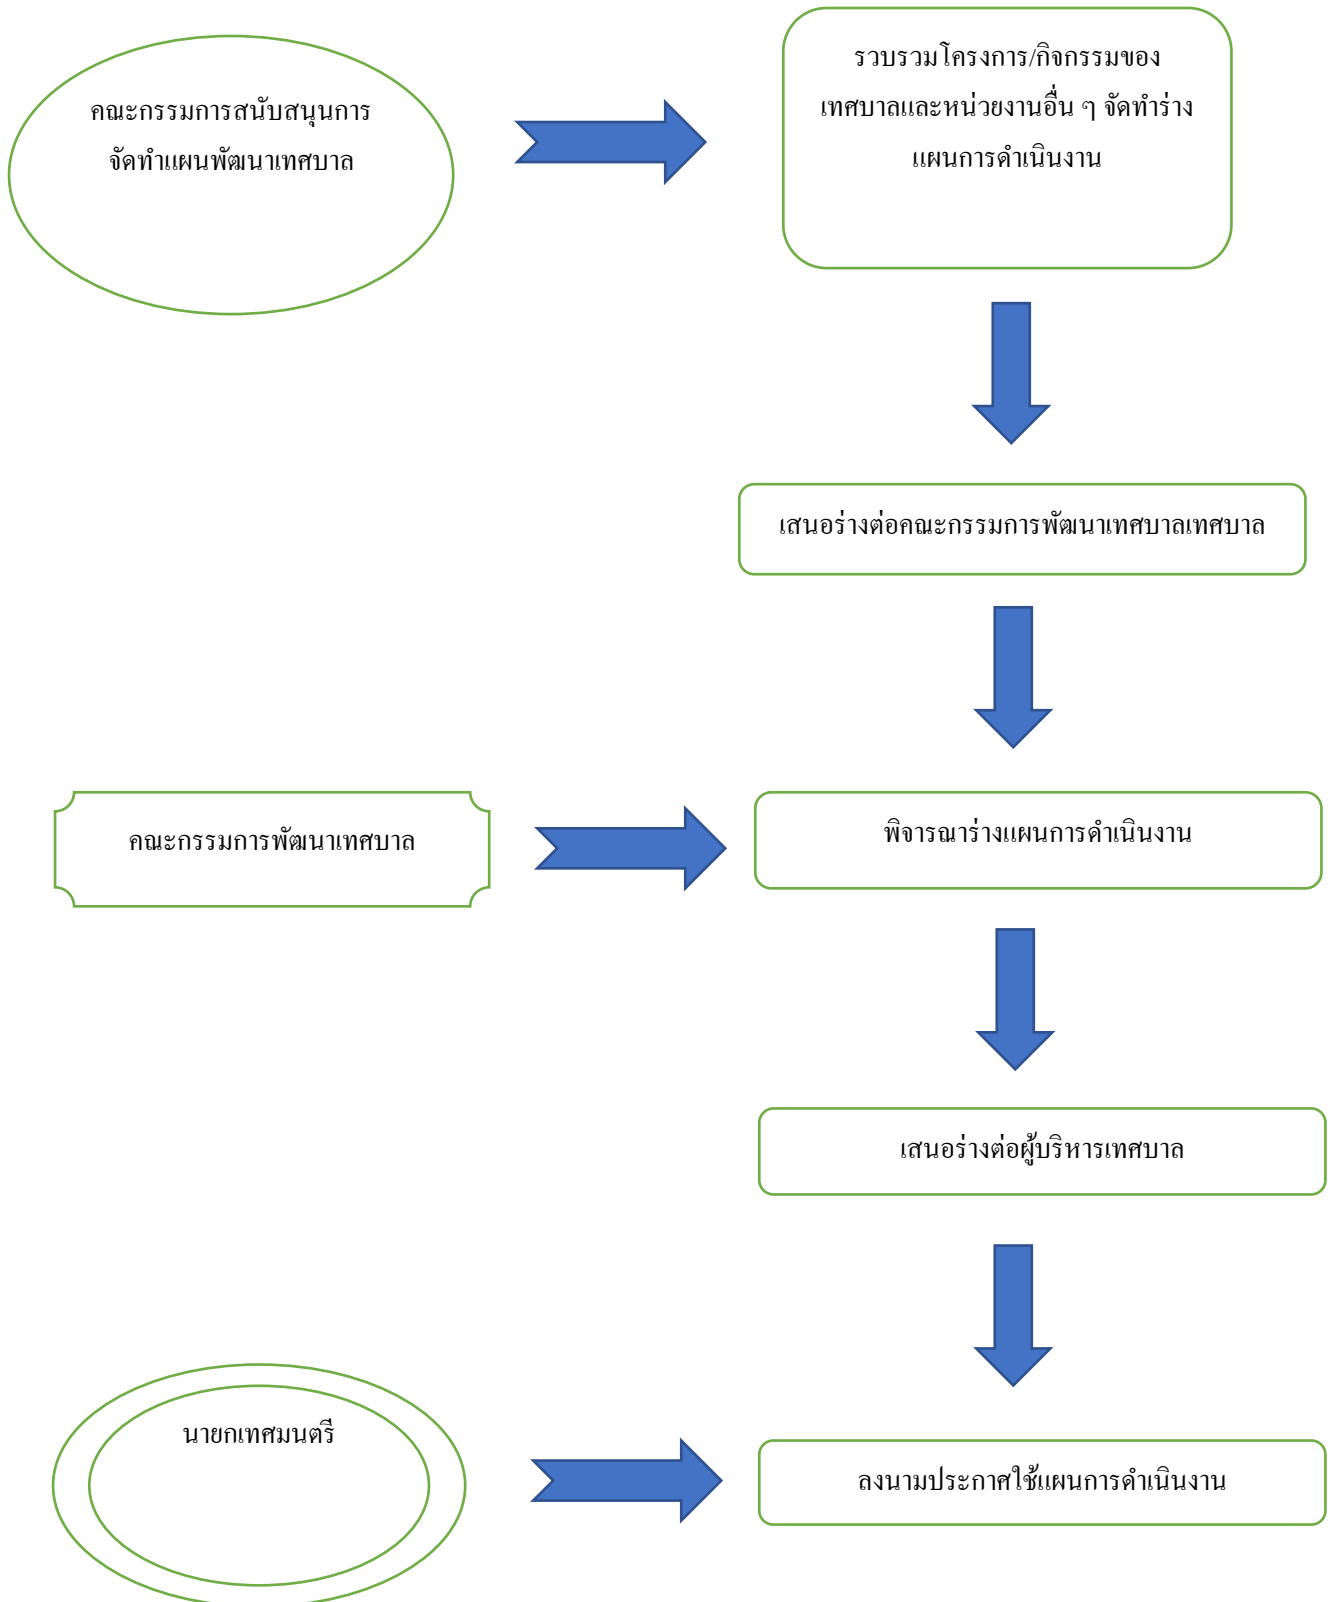 คณะกรรมการสนับสนุนการ
จัดทำแผนพัฒนาเทศบาล
รวบรวมโครงการ/กิจกรรมของ
เทศบาลและหน่วยงานอื่น ๆ จัดทำร่าง
แผนการดำเนินงาน
เสนอร่างต่อคณะกรรมการพัฒนาเทศบาลเทศบาล
คณะกรรมการพัฒนาเทศบาล
พิจารณาร่างแผนการดำเนินงาน
เสนอร่างต่อผู้บริหารเทศบาล
นายกเทศมนตรี
ลงนามประกาศใช้แผนการดำเนินงาน